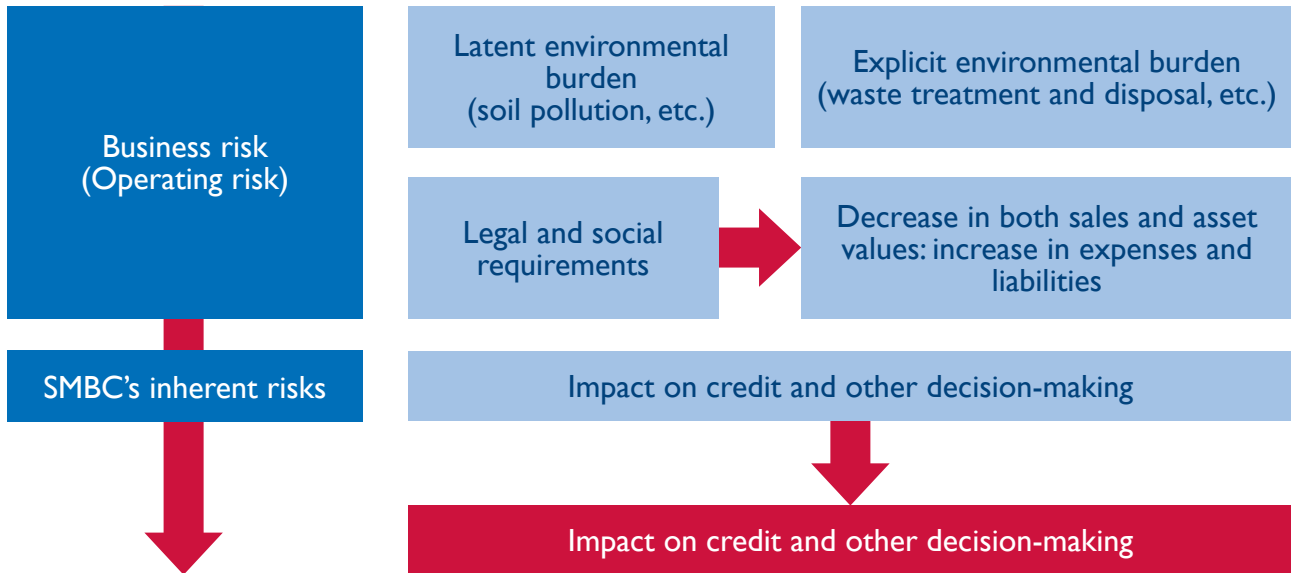 Business risk
(Operating risk)
Latent environmental
burden
(soil pollution, etc.)
Explicit environmental burden
(waste treatment and disposal, etc.)
Legal and social
requirements
Decrease in both sales and asset
values: increase in expenses and
liabilities
SMBC’s inherent risks
Impact on credit and other decision-making
Impact on credit and other decision-making